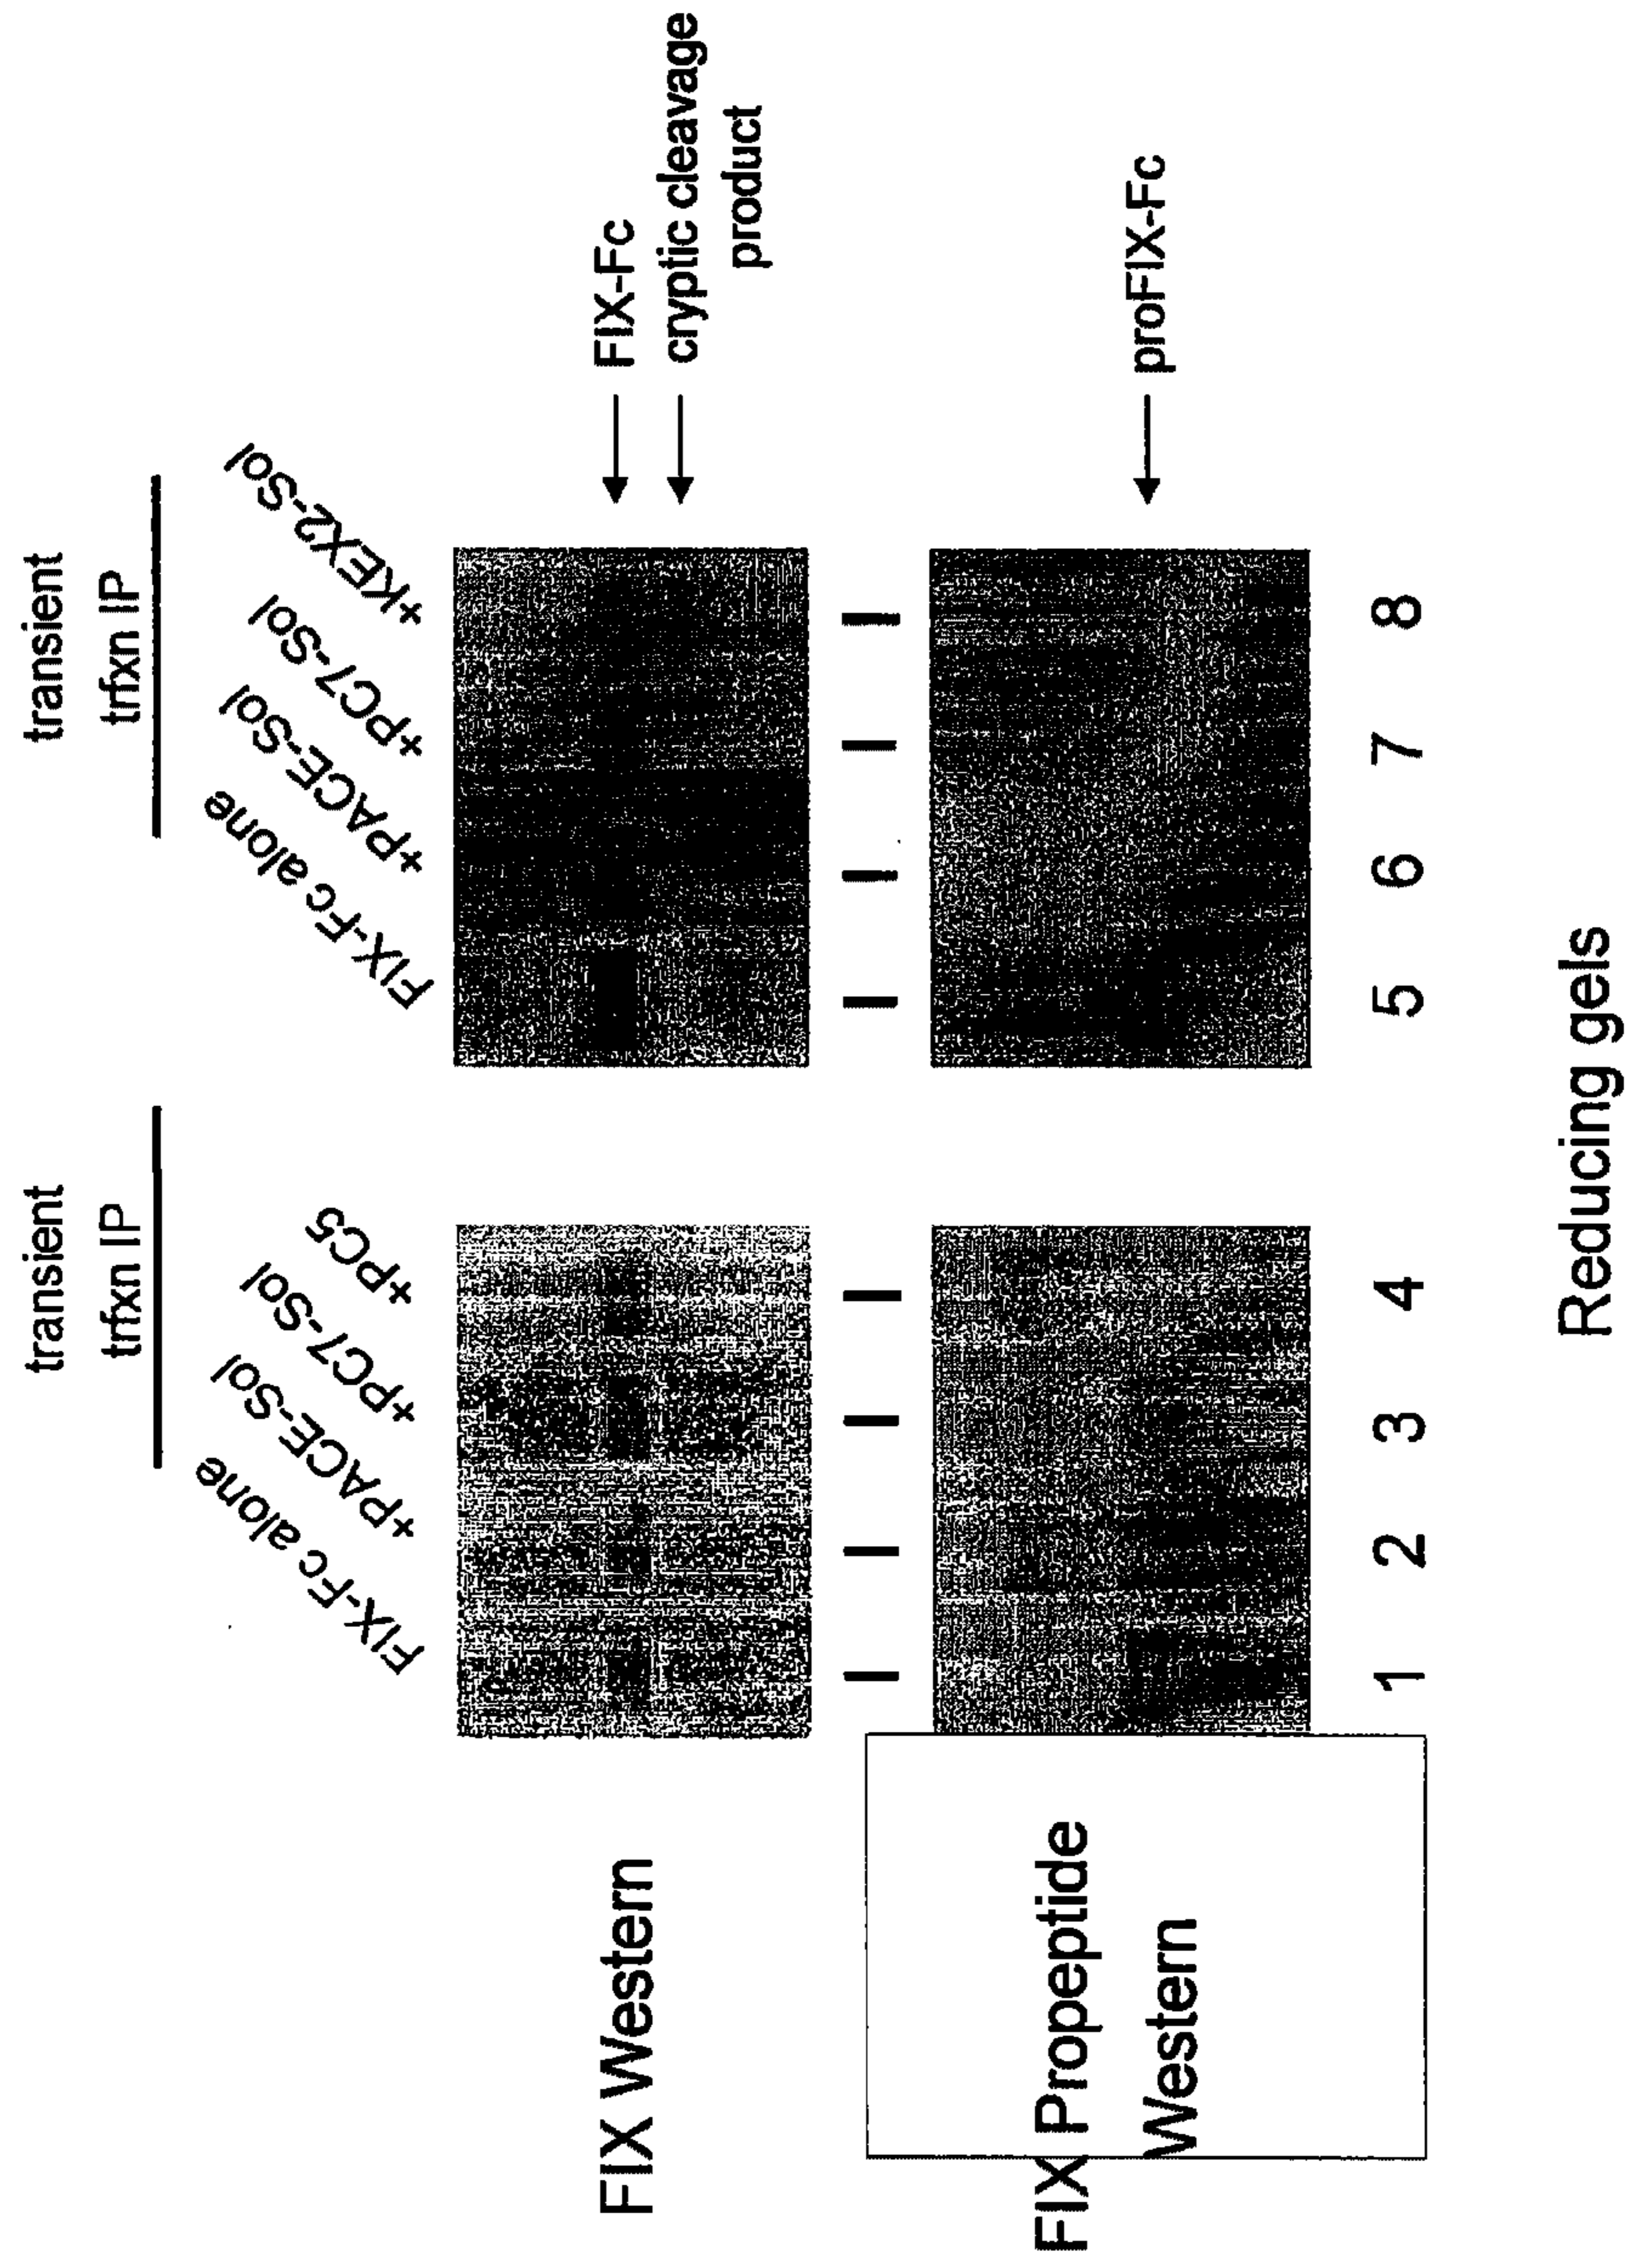 transient
trfxn IP
transient
trfxn IP
FIX-Fc alone
+PACE-Sol
+PC7-Sol
+PC5
FIX-Fc alone
+PACE-Sol
+PC7-Sol
+KEX2-Sol
FIX Western
FIX-Fc
cryptic cleavage
product
FIX Propeptide
Western
proFIX-Fc
1 2 3 4 5 6 7 8
Reducing gels